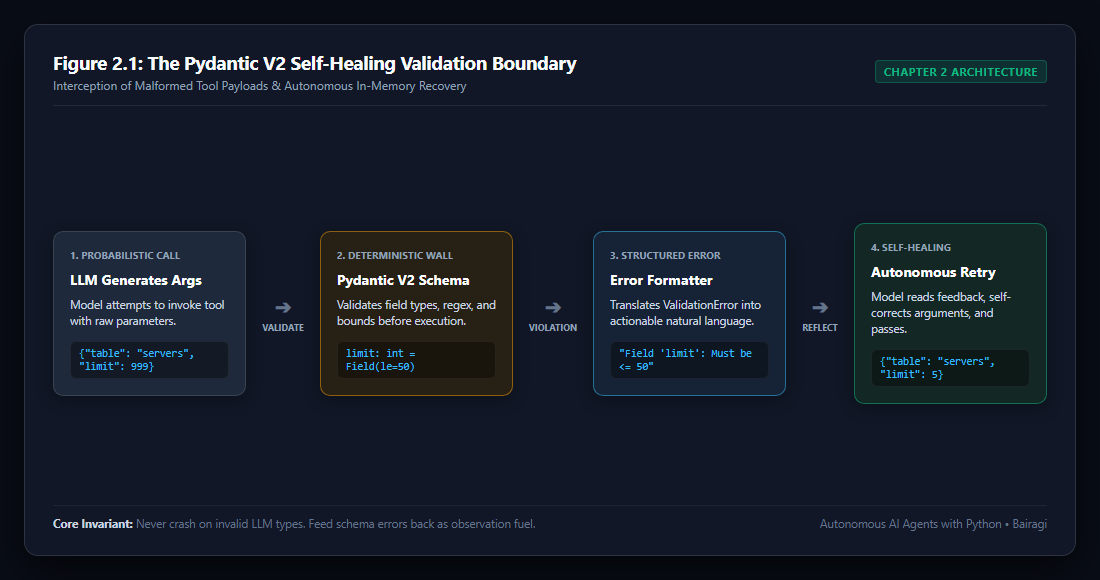 Figure 2.1: The Pydantic V2 Self-Healing Validation Boundary
Interception of Malformed Tool Payloads & Autonomous In-Memory Recovery
CHAPTER 2 ARCHITECTURE
1. PROBABILISTIC CALL
LLM Generates Args
Model attempts to invoke tool
with raw parameters.
{"table": "servers",
"limit": 999}
➔
VALIDATE
2. DETERMINISTIC WALL
Pydantic V2 Schema
Validates field types, regex, and
bounds before execution.
limit: int =
Field(le=50)
➔
VIOLATION
3. STRUCTURED ERROR
Error Formatter
Translates ValidationError into
actionable natural language.
"Field 'limit': Must be
<= 50"
➔
REFLECT
4. SELF-HEALING
Autonomous Retry
Model reads feedback, self-
corrects arguments, and
passes.
{"table": "servers",
"limit": 5}
Core Invariant: Never crash on invalid LLM types. Feed schema errors back as observation fuel.
Autonomous AI Agents with Python • Bairagi